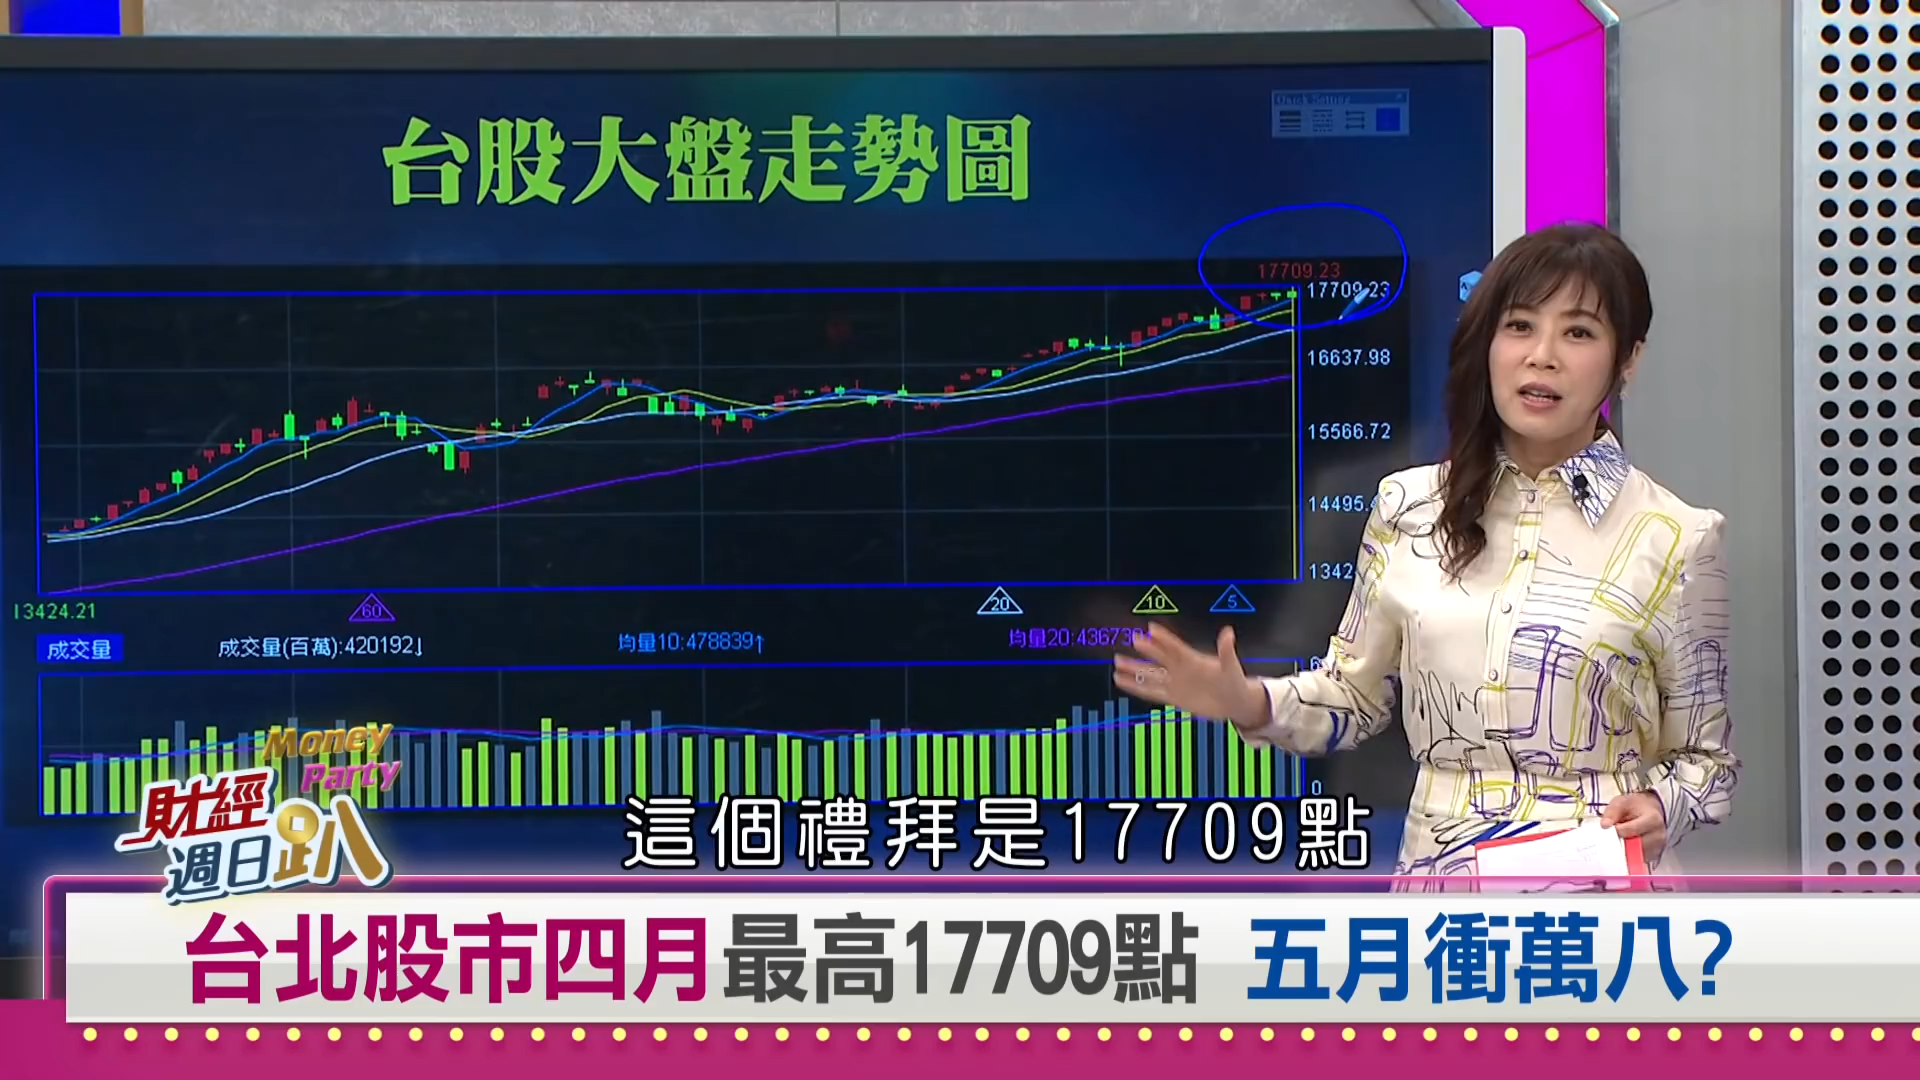 台股大盤走勢圖
17709.23
17709.23
16637.98
15566.72
14495.4
1342
13424.21
60
20
10
5
成交量
成交量(百萬):420192↓
均量10:478839↑
均量20:436730↑
0
Money
Party
財經
週日趴
這個禮拜是17709點
台北股市四月最高17709點 五月衝萬八?